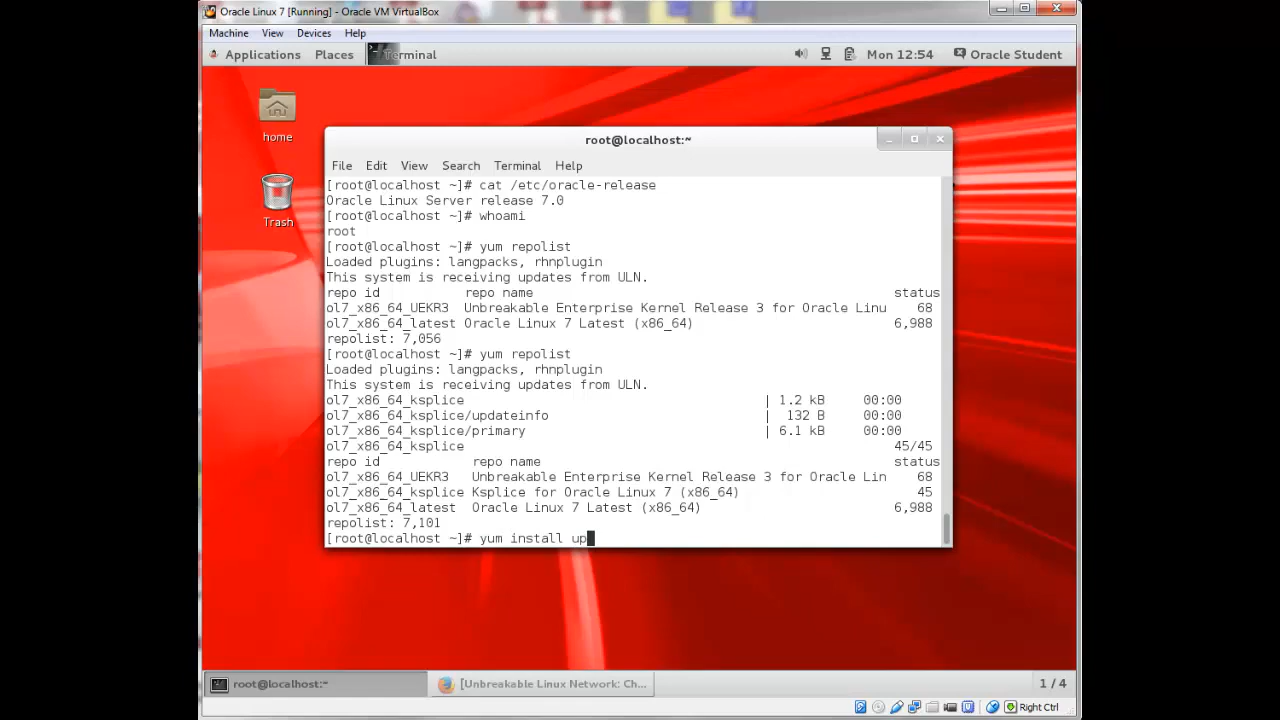 Oracle Linux 7 [Running] - Oracle VM VirtualBox
Machine View Devices Help
Applications Places Terminal Mon 12:54 Oracle Student
home
Trash
root@localhost:~
File Edit View Search Terminal Help
[root@localhost ~]# cat /etc/oracle-release
Oracle Linux Server release 7.0
[root@localhost ~]# whoami
root
[root@localhost ~]# yum repolist
Loaded plugins: langpacks, rhnplugin
This system is receiving updates from ULN.
repo id repo name status
ol7_x86_64_UEKR3 Unbreakable Enterprise Kernel Release 3 for Oracle Linu 68
ol7_x86_64_latest Oracle Linux 7 Latest (x86_64) 6,988
repolist: 7,056
[root@localhost ~]# yum repolist
Loaded plugins: langpacks, rhnplugin
This system is receiving updates from ULN.
ol7_x86_64_ksplice | 1.2 kB 00:00
ol7_x86_64_ksplice/updateinfo | 132 B 00:00
ol7_x86_64_ksplice/primary | 6.1 kB 00:00
ol7_x86_64_ksplice 45/45
repo id repo name status
ol7_x86_64_UEKR3 Unbreakable Enterprise Kernel Release 3 for Oracle Lin 68
ol7_x86_64_ksplice Ksplice for Oracle Linux 7 (x86_64) 45
ol7_x86_64_latest Oracle Linux 7 Latest (x86_64) 6,988
repolist: 7,101
[root@localhost ~]# yum install up
root@localhost:~ [Unbreakable Linux Network: Ch... 1 / 4
Right Ctrl